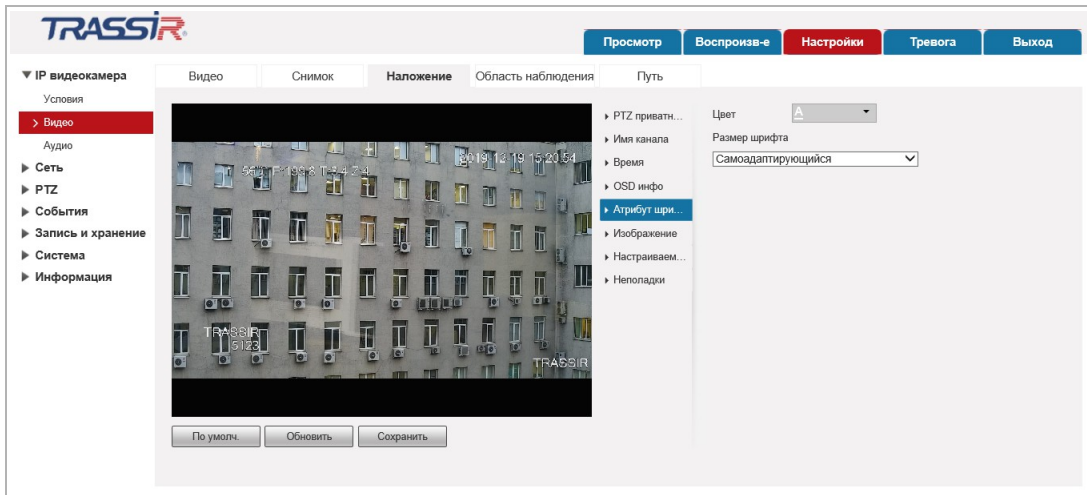 TRASSIR
Просмотр Воспроизв-е Настройки Тревога Выход
IP видеокамера
Условия
Видео
Аудио
Сеть
PTZ
События
Запись и хранение
Система
Информация
Видео Снимок Наложение Область наблюдения Путь
2019-12-19 15:20:54
TRASSIR
5123
TRASSIR
По умолч. Обновить Сохранить
PTZ приватн...
Имя канала
Время
OSD инфо
Атрибут шри...
Изображение
Настраиваем...
Неполадки
Цвет A
Размер шрифта
Самоадаптирующийся